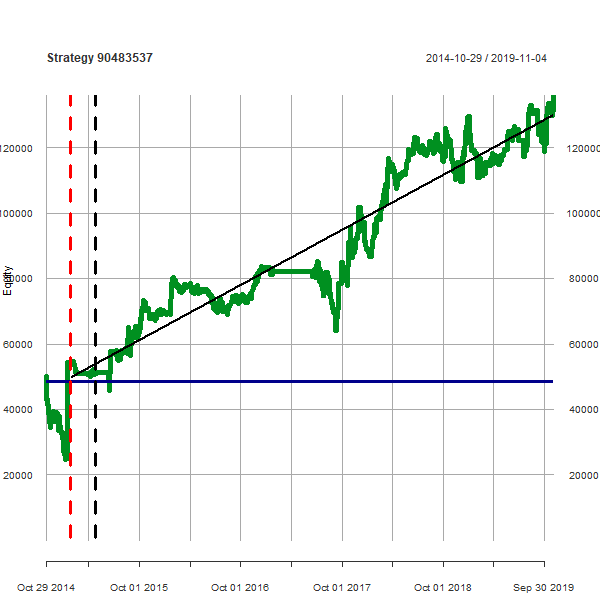 Strategy 90483537
2014-10-29 / 2019-11-04
120000
120000
100000
100000
Equity
80000
80000
60000
60000
40000
40000
20000
20000
Oct 29 2014
Oct 01 2015
Oct 01 2016
Oct 01 2017
Oct 01 2018
Sep 30 2019